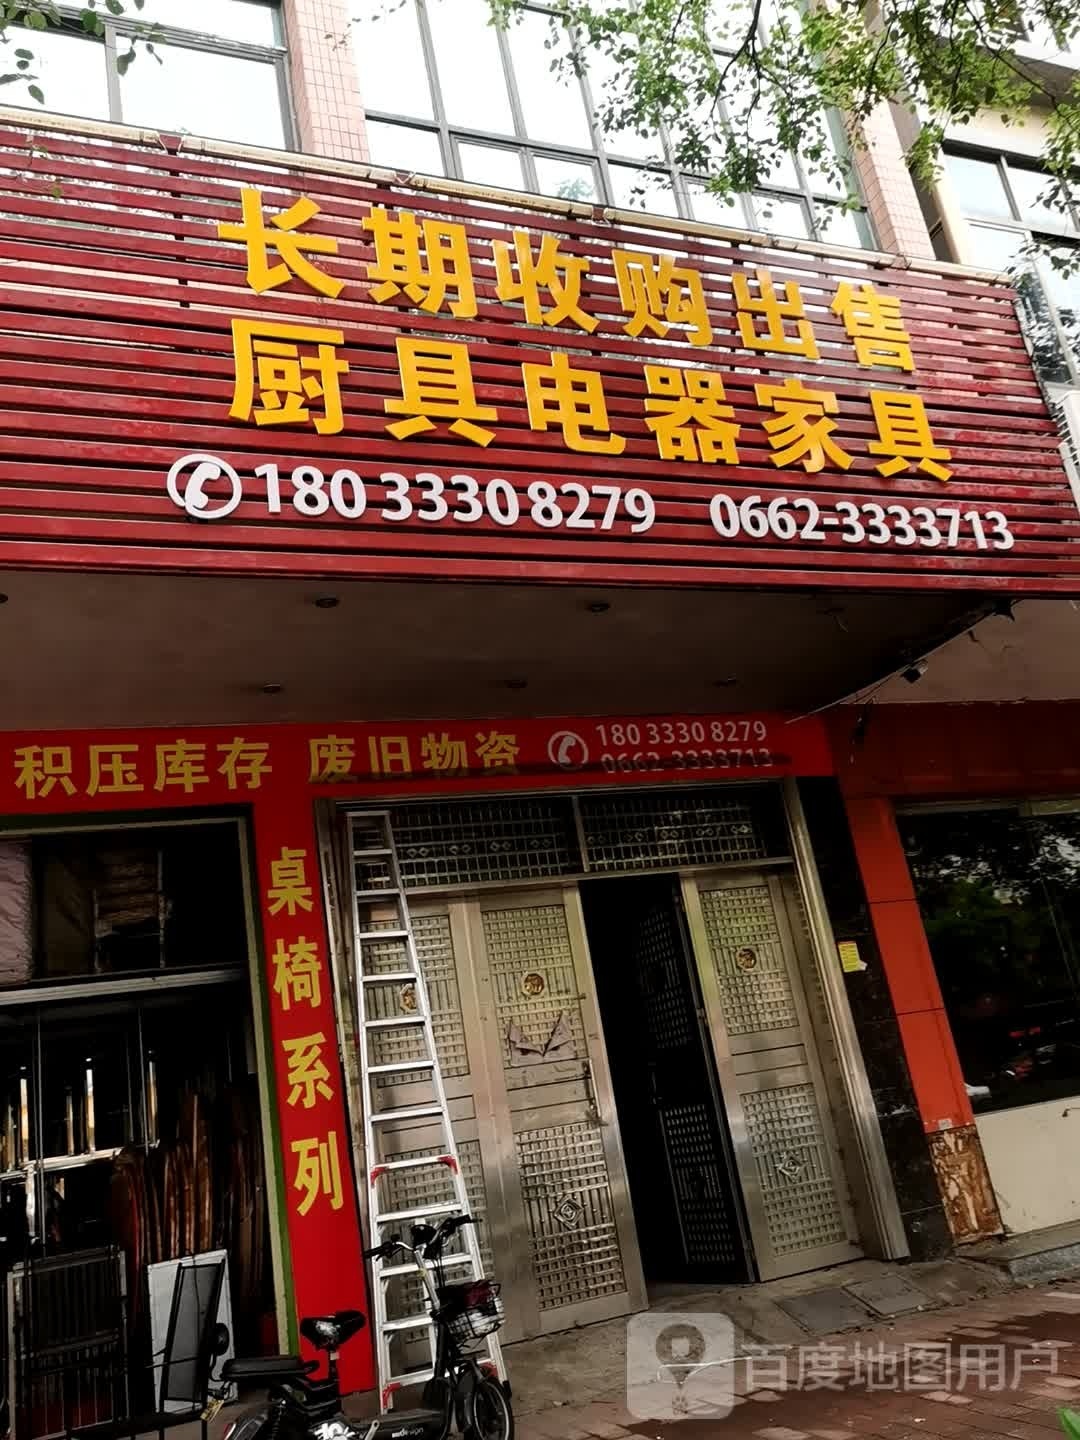 长期收购出售
厨具电器家具
180 3330 8279 0662-3333713
积压库存 废旧物资 180 3330 8279
0662-3333713
桌椅系列
百度地图用户